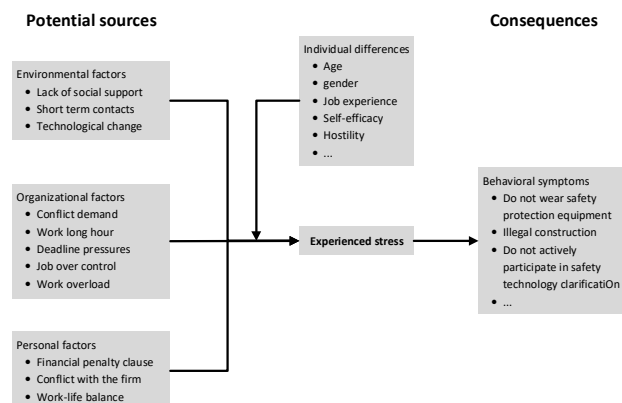 Potential sources
Consequences
Environmental factors
• Lack of social support
• Short term contacts
• Technological change
Individual differences
• Age
• gender
• Job experience
• Self-efficacy
• Hostility
• ...
Organizational factors
• Conflict demand
• Work long hour
• Deadline pressures
• Job over control
• Work overload
Experienced stress
Behavioral symptoms
• Do not wear safety
protection equipment
• Illegal construction
• Do not actively
participate in safety
technology clarificatiOn
• ...
Personal factors
• Financial penalty clause
• Conflict with the firm
• Work-life balance